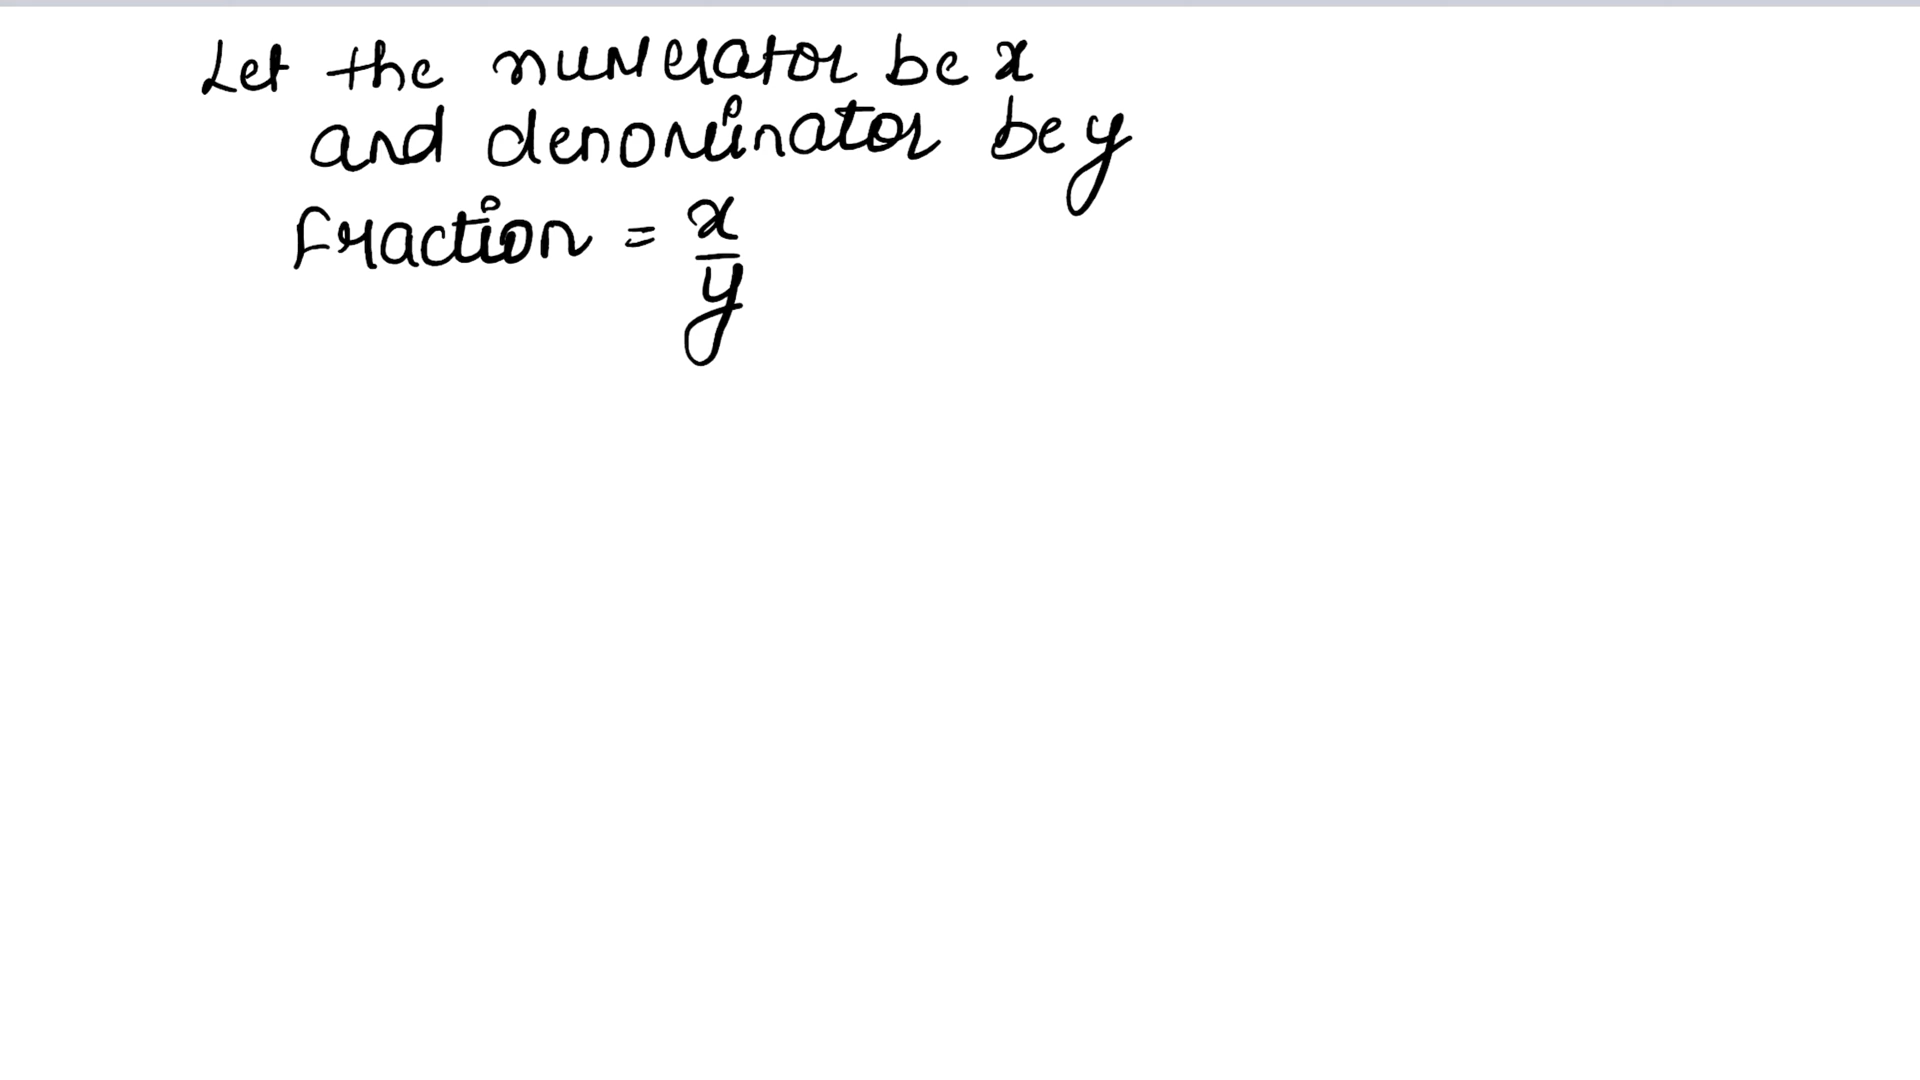 Let the numerator be x
and denominator be y
Fraction = x/y